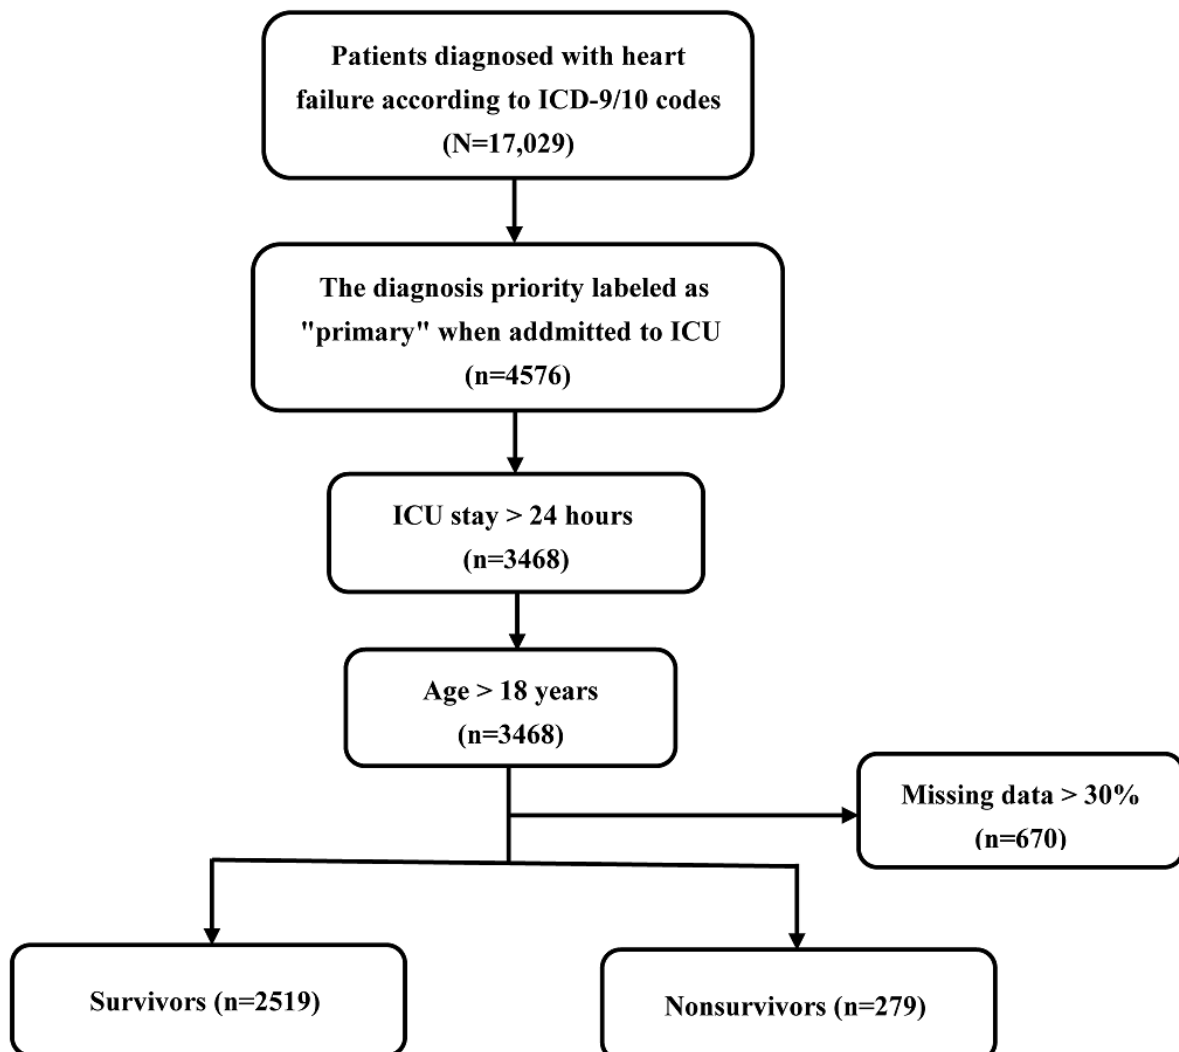 Patients diagnosed with heart
failure according to ICD-9/10 codes
(N=17,029)
The diagnosis priority labeled as
"primary" when addmitted to ICU
(n=4576)
ICU stay > 24 hours
(n=3468)
Age > 18 years
(n=3468)
Missing data > 30%
(n=670)
Survivors (n=2519)
Nonsurvivors (n=279)